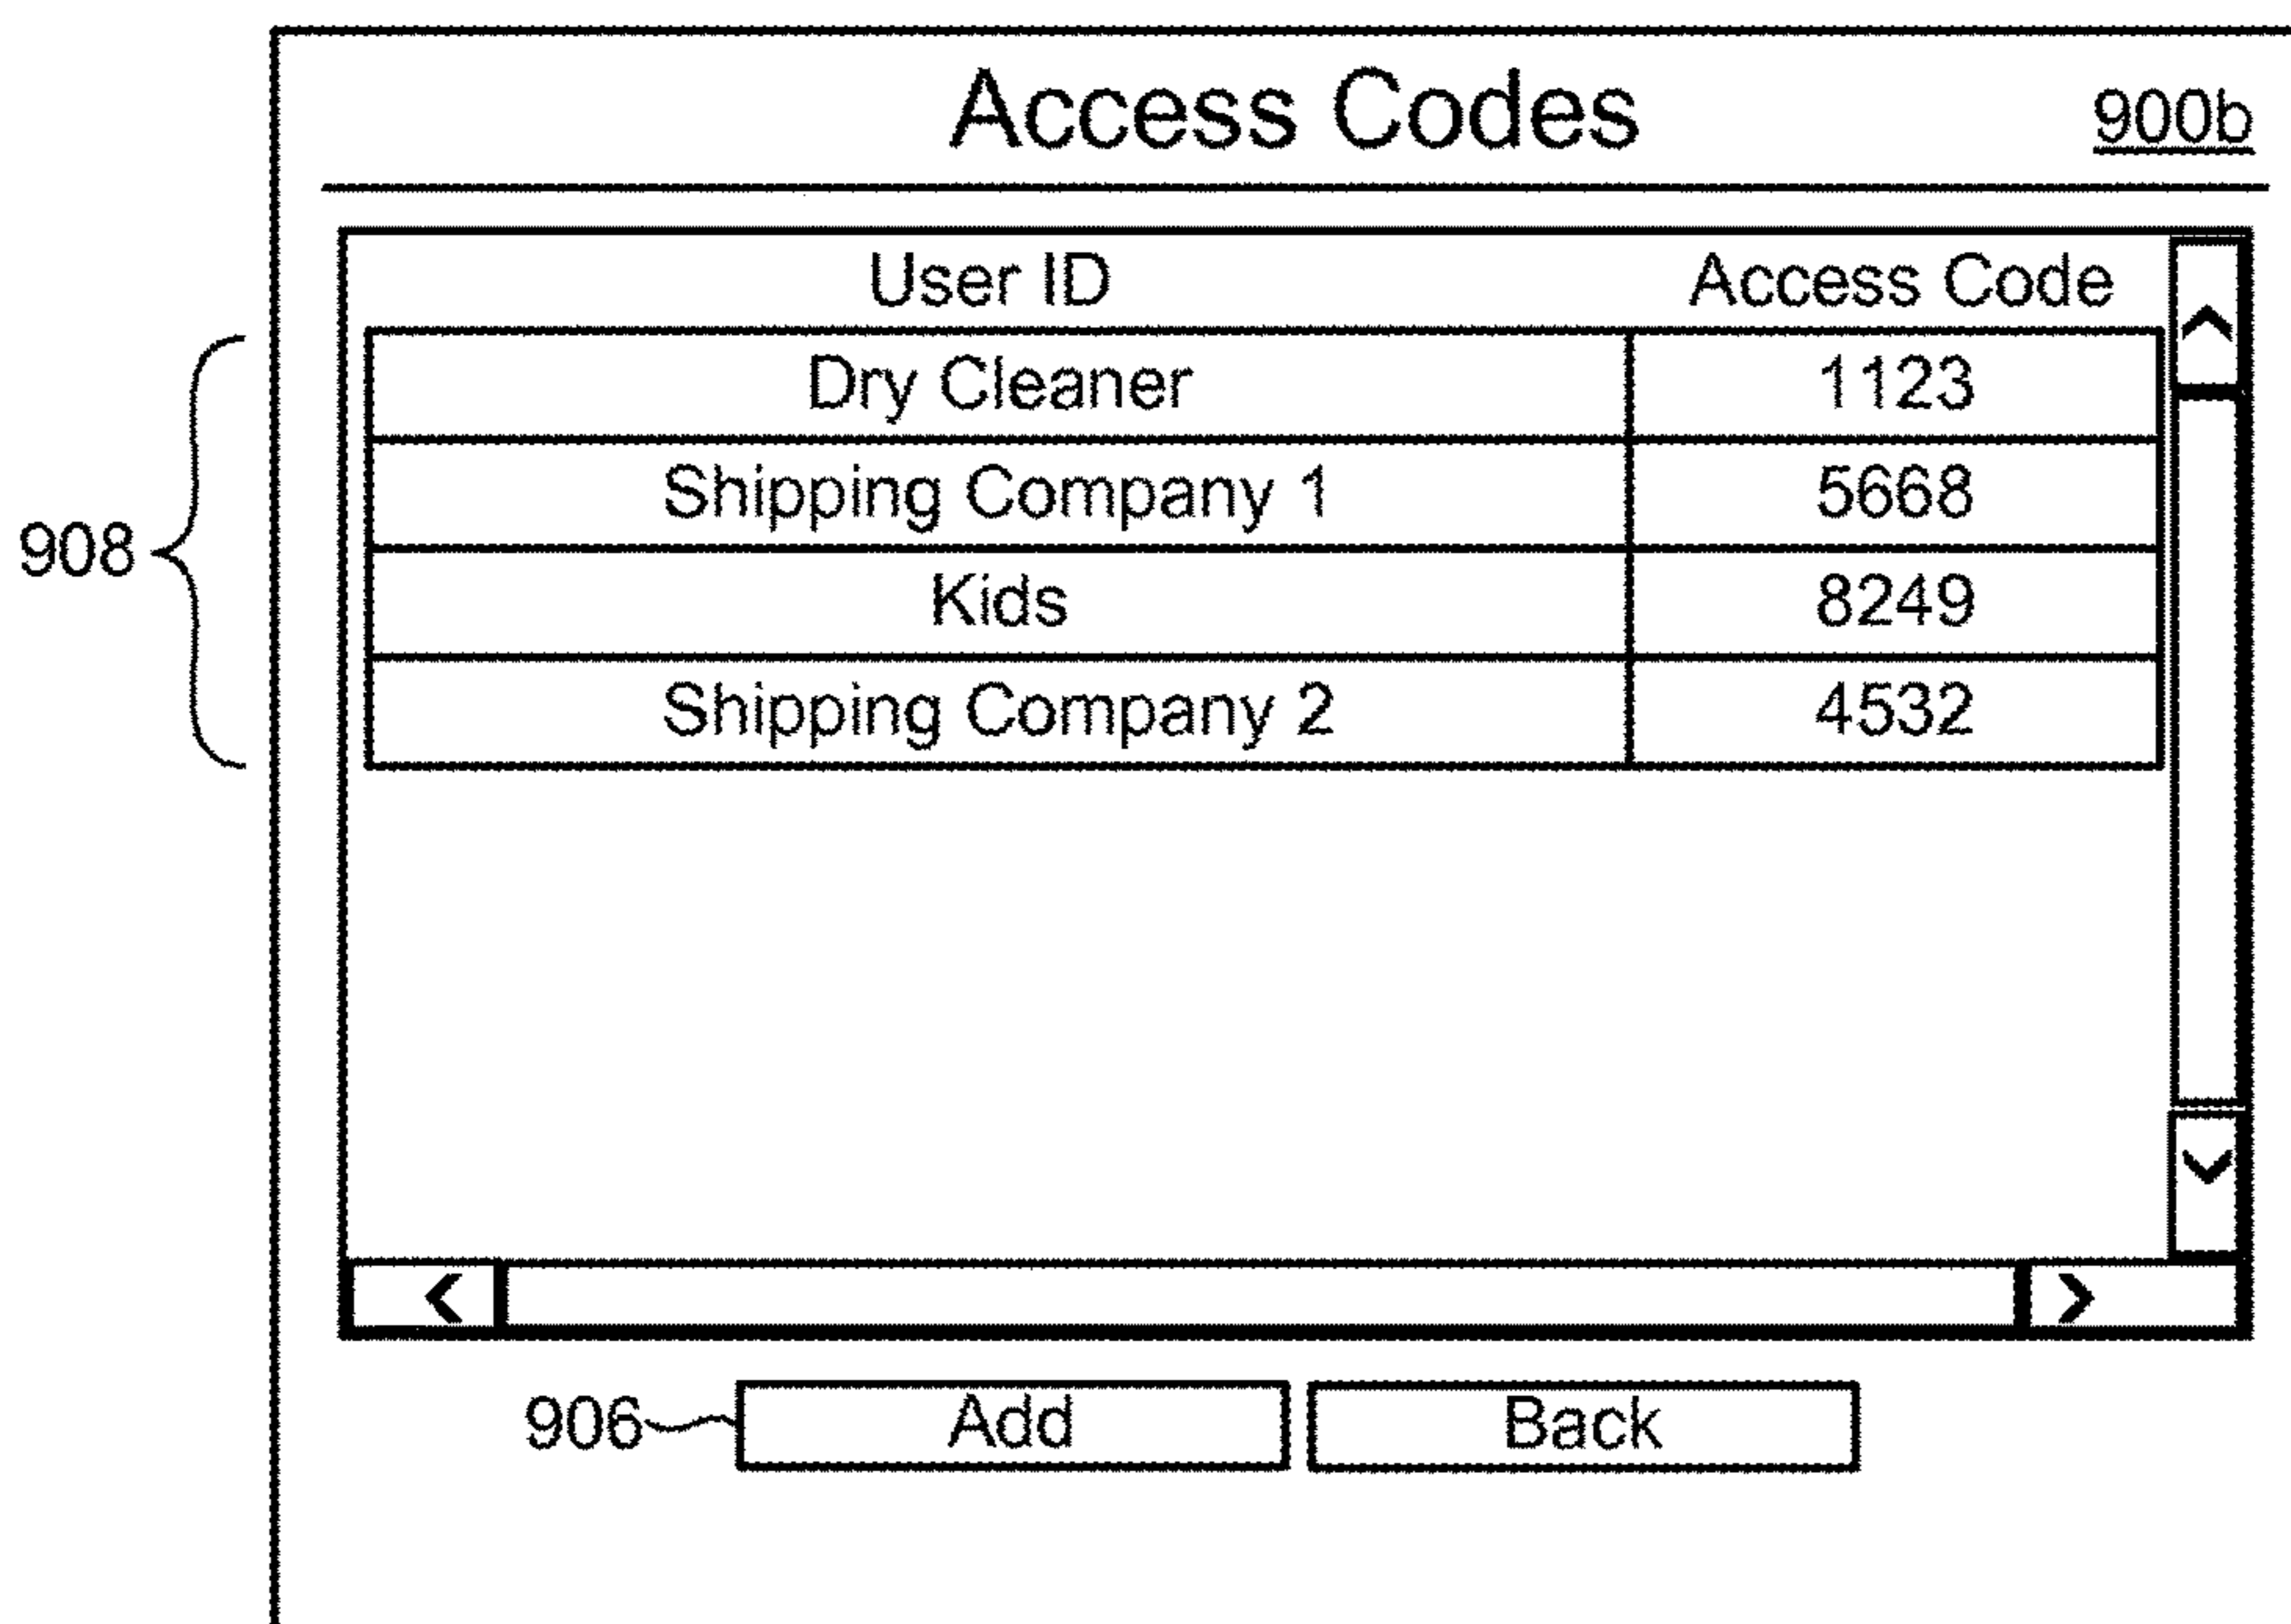 Access Codes 900b
User ID Access Code
Dry Cleaner 1123
Shipping Company 1 5668
908
Kids 8249
Shipping Company 2 4532
906 Add Back